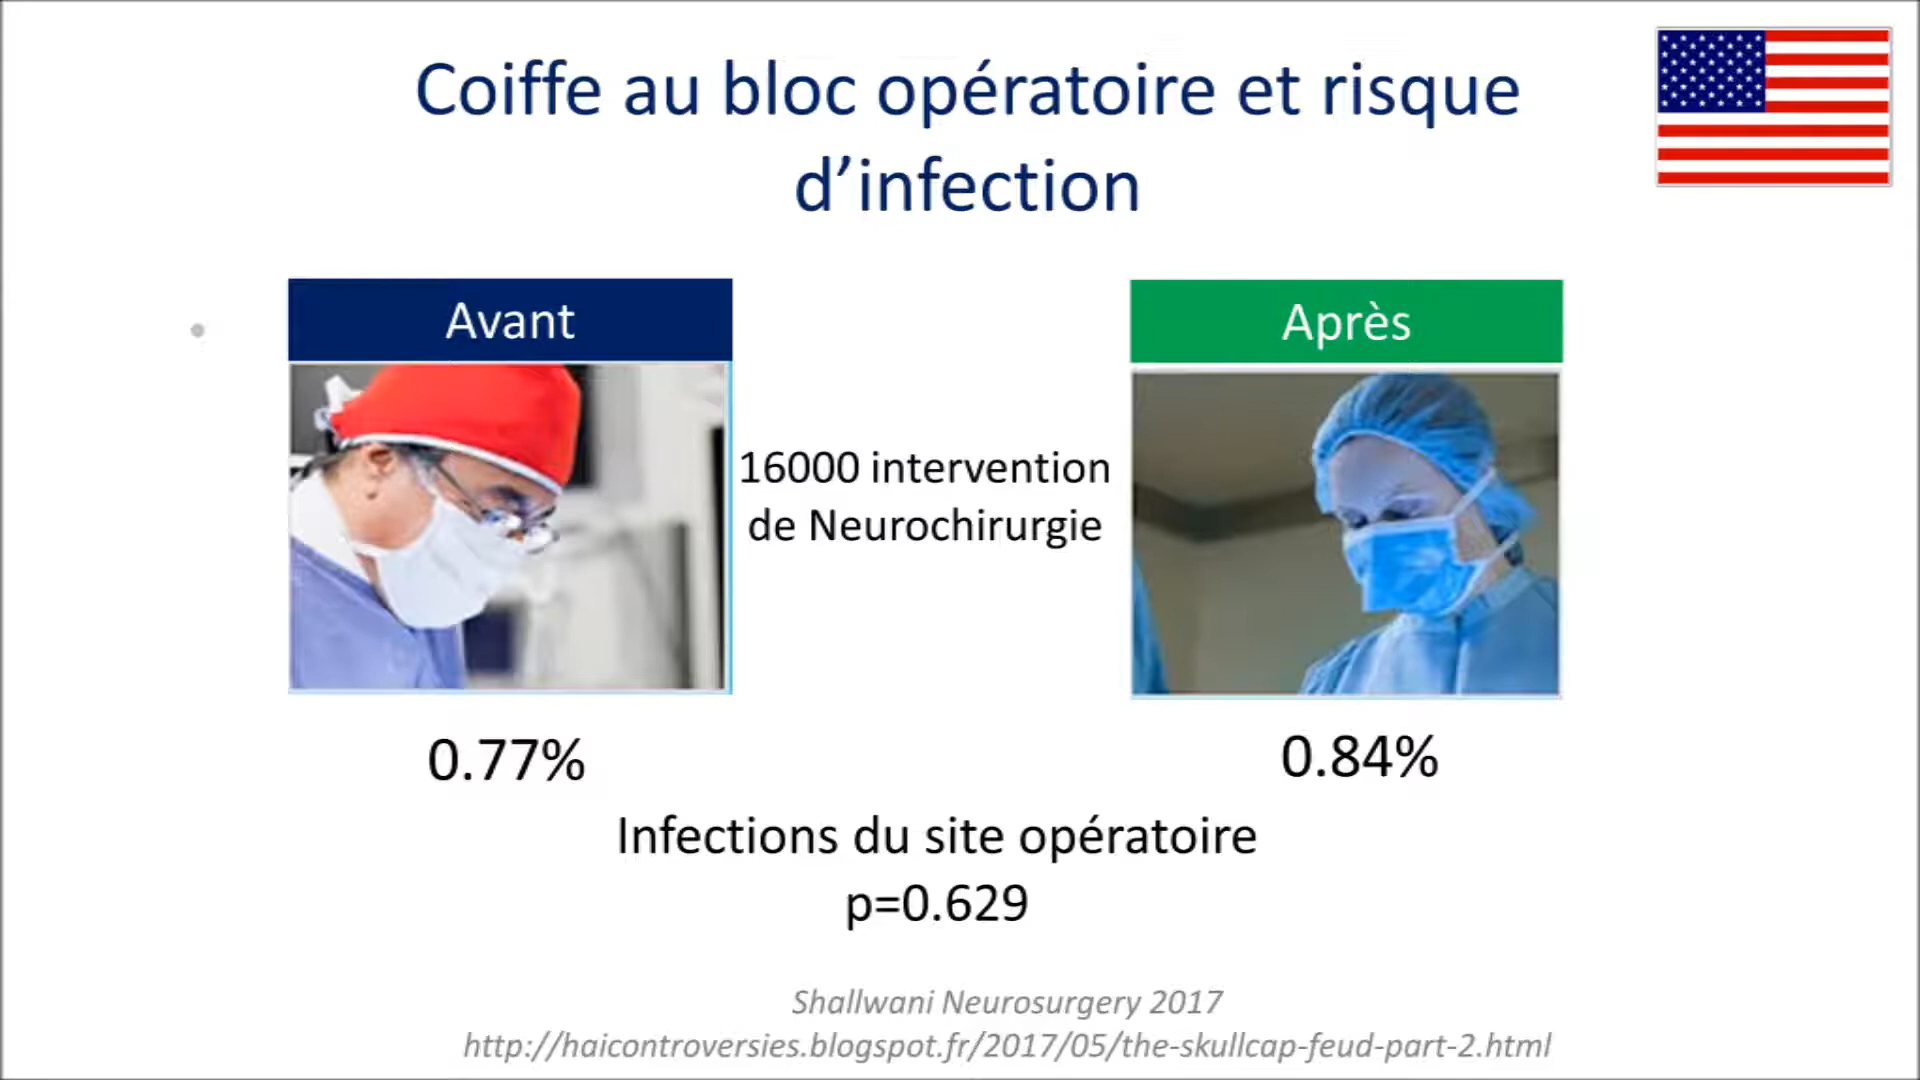 Coiffe au bloc opératoire et risque
d’infection
Avant
Après
16000 intervention
de Neurochirurgie
0.77%
0.84%
Infections du site opératoire
p=0.629
Shallwani Neurosurgery 2017
http://haicontroversies.blogspot.fr/2017/05/the-skullcap-feud-part-2.html